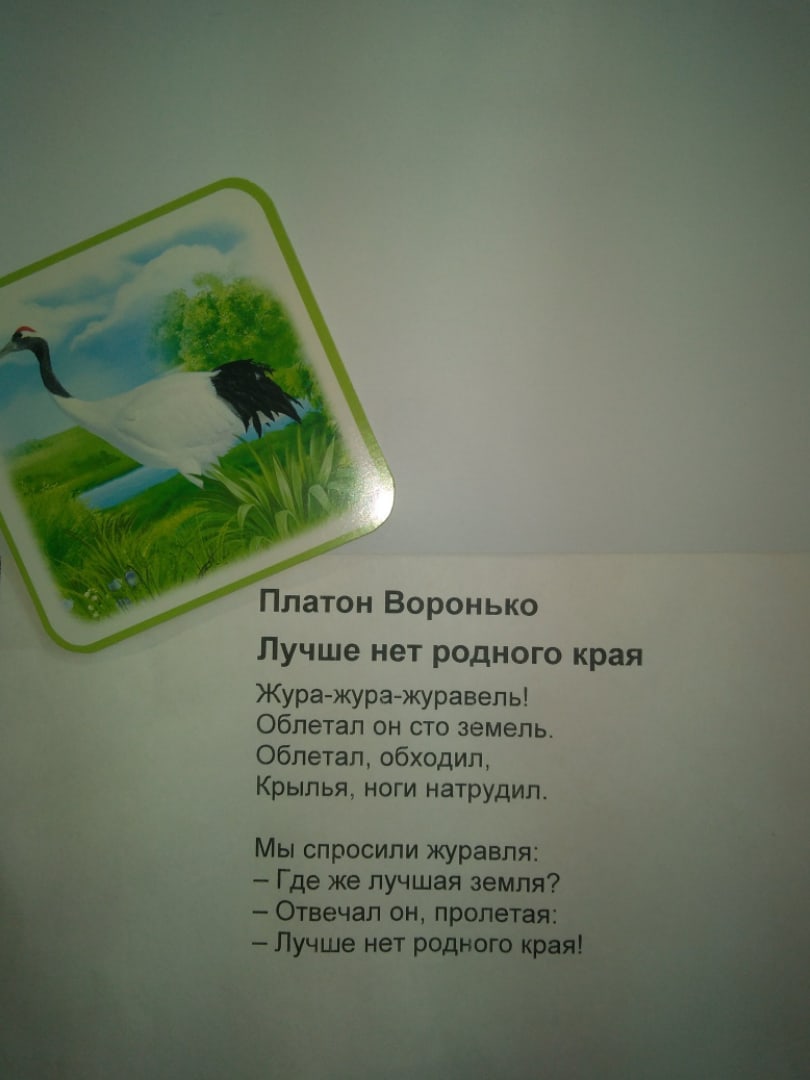 Платон Воронько
Лучше нет родного края
Жура-жура-журавель!
Облетал он сто земель.
Облетал, обходил,
Крылья, ноги натрудил.
Мы спросили журавля:
– Где же лучшая земля?
– Отвечал он, пролетая:
– Лучше нет родного края!